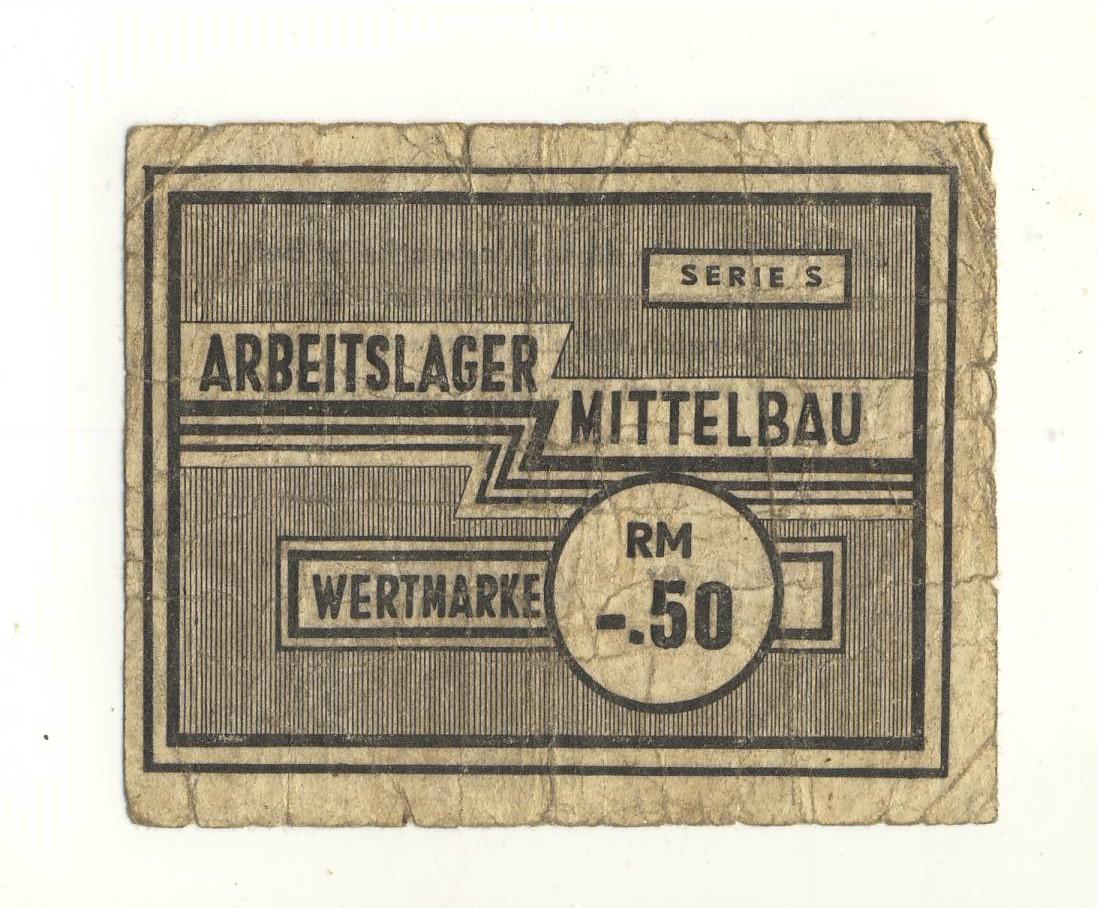 SERIE S
ARBEITSLAGER
MITTELBAU
RM
WERTMARKE -.50